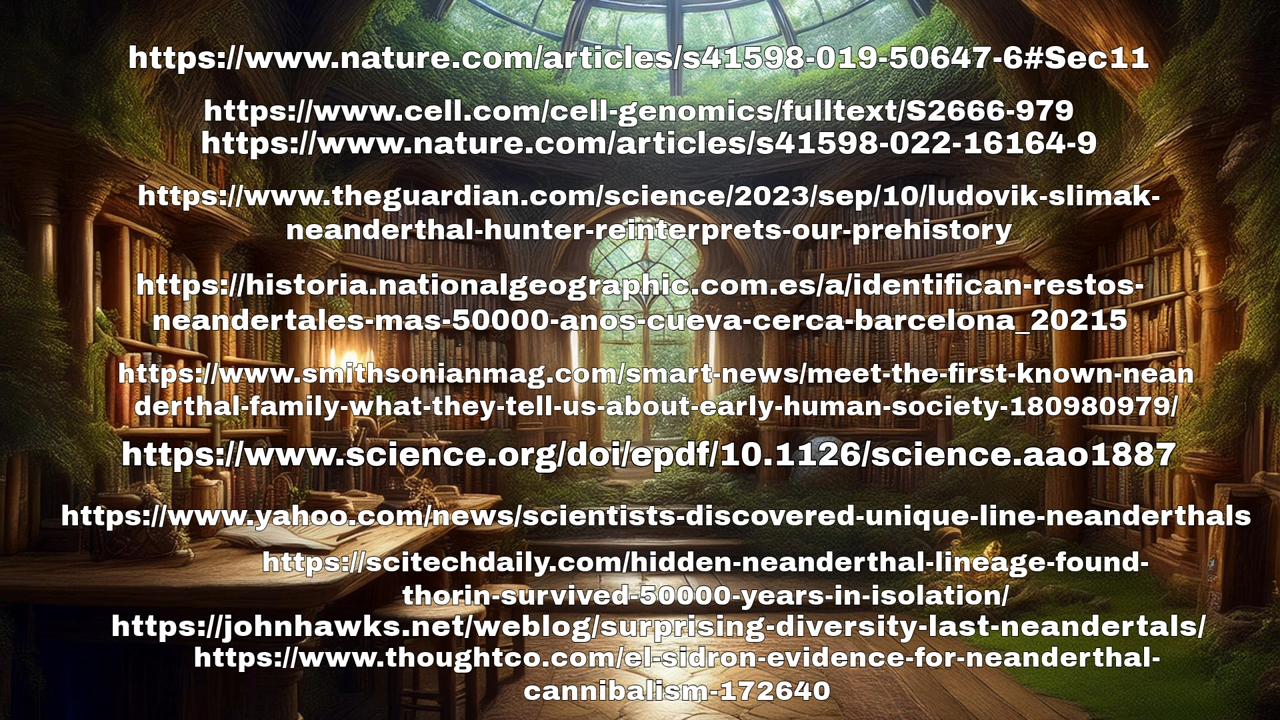 https://www.nature.com/articles/s41598-019-50647-6#Sec11
https://www.cell.com/cell-genomics/fulltext/S2666-979
https://www.nature.com/articles/s41598-022-16164-9
https://www.theguardian.com/science/2023/sep/10/ludovik-slimak-
neanderthal-hunter-reinterprets-our-prehistory
https://historia.nationalgeographic.com.es/a/identifican-restos-
neandertales-mas-50000-anos-cueva-cerca-barcelona_20215
https://www.smithsonianmag.com/smart-news/meet-the-first-known-nean
derthal-family-what-they-tell-us-about-early-human-society-180980979/
https://www.science.org/doi/epdf/10.1126/science.aao1887
https://www.yahoo.com/news/scientists-discovered-unique-line-neanderthals
https://scitechdaily.com/hidden-neanderthal-lineage-found-
thorin-survived-50000-years-in-isolation/
https://johnhawks.net/weblog/surprising-diversity-last-neandertals/
https://www.thoughtco.com/el-sidron-evidence-for-neanderthal-
cannibalism-172640